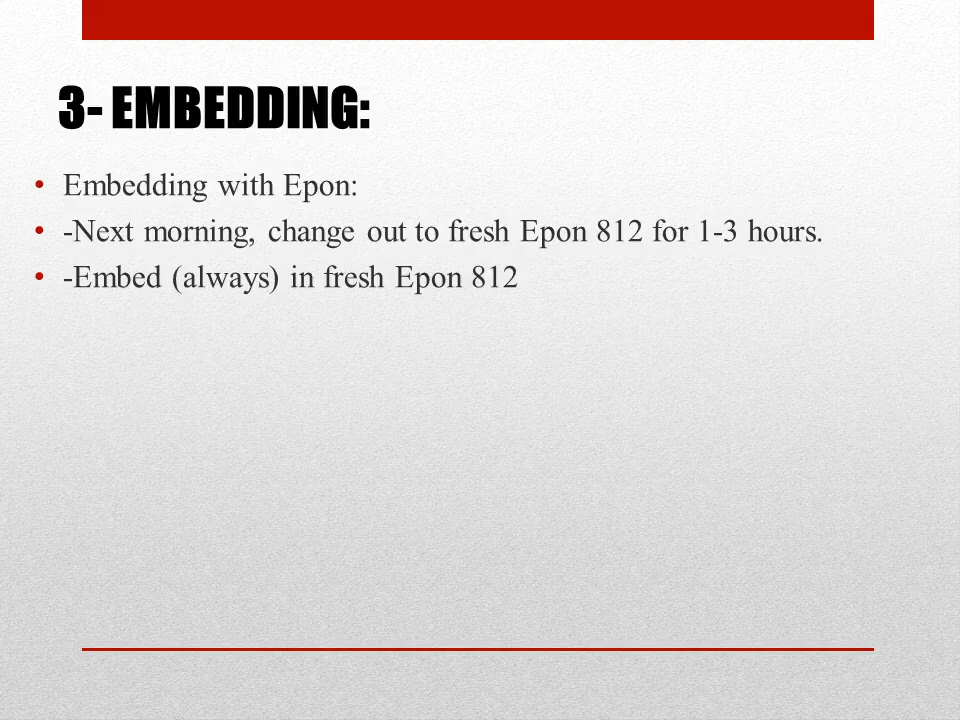 3- EMBEDDING:
• Embedding with Epon:
• -Next morning, change out to fresh Epon 812 for 1-3 hours.
• -Embed (always) in fresh Epon 812